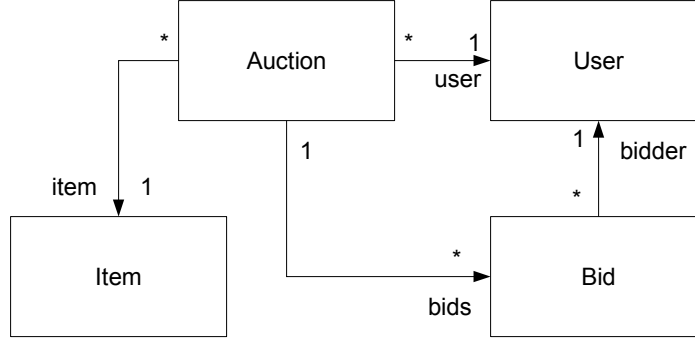 * Auction * 1 User
user
1 1 bidder
item 1 *
Item * Bid
bids